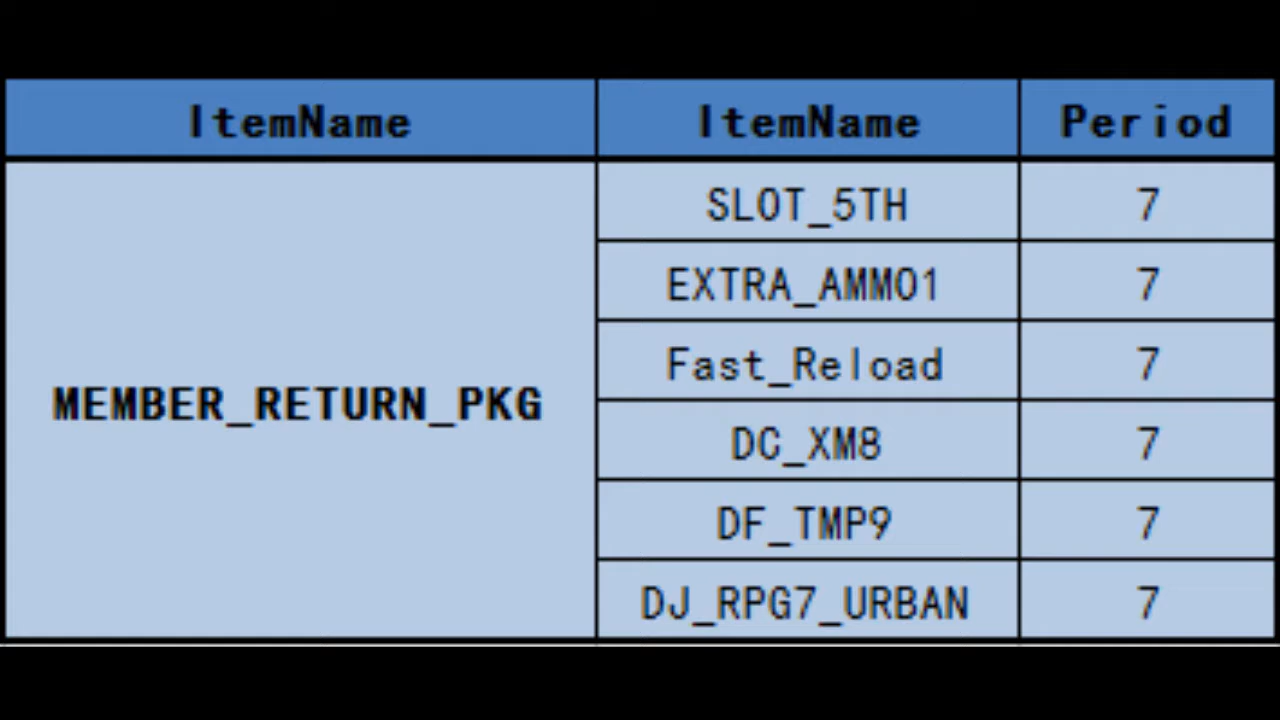 ItemName ItemName Period
SLOT_5TH 7
EXTRA_AMMO1 7
Fast_Reload 7
MEMBER_RETURN_PKG
DC_XM8 7
DF_TMP9 7
DJ_RPG7_URBAN 7